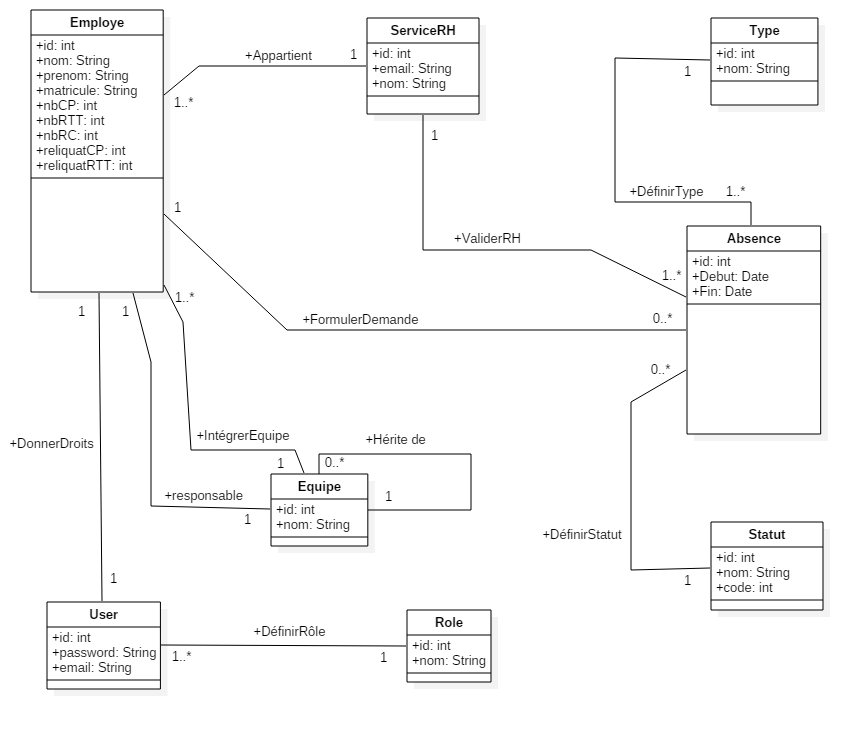 Employe
+id: int
+nom: String
+prenom: String
+matricule: String
+nbCP: int
+nbRTT: int
+nbRC: int
+reliquatCP: int
+reliquatRTT: int
+Appartient
1
1..*
ServiceRH
+id: int
+email: String
+nom: String
Type
+id: int
+nom: String
1
+DéfinirType
1..*
1
+ValiderRH
1..*
Absence
+id: int
+Debut: Date
+Fin: Date
1
+FormulerDemande
0..*
1
1
1..*
0..*
+DonnerDroits
+IntégrerEquipe
1
+Hérite de
0..*
1
+responsable
1
Equipe
+id: int
+nom: String
+DéfinirStatut
1
Statut
+id: int
+nom: String
+code: int
1
User
+id: int
+password: String
+email: String
+DéfinirRôle
1..*
1
Role
+id: int
+nom: String